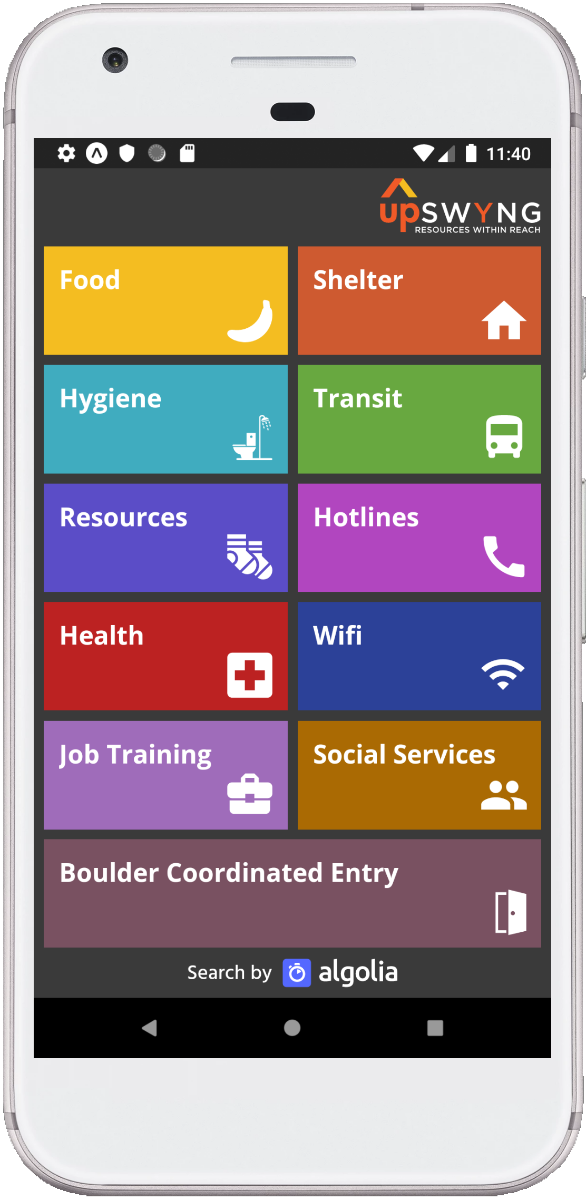 11:40
upSWYNG
RESOURCES WITHIN REACH
Food
Shelter
Hygiene
Transit
Resources
Hotlines
Health
Wifi
Job Training
Social Services
Boulder Coordinated Entry
Search by algolia